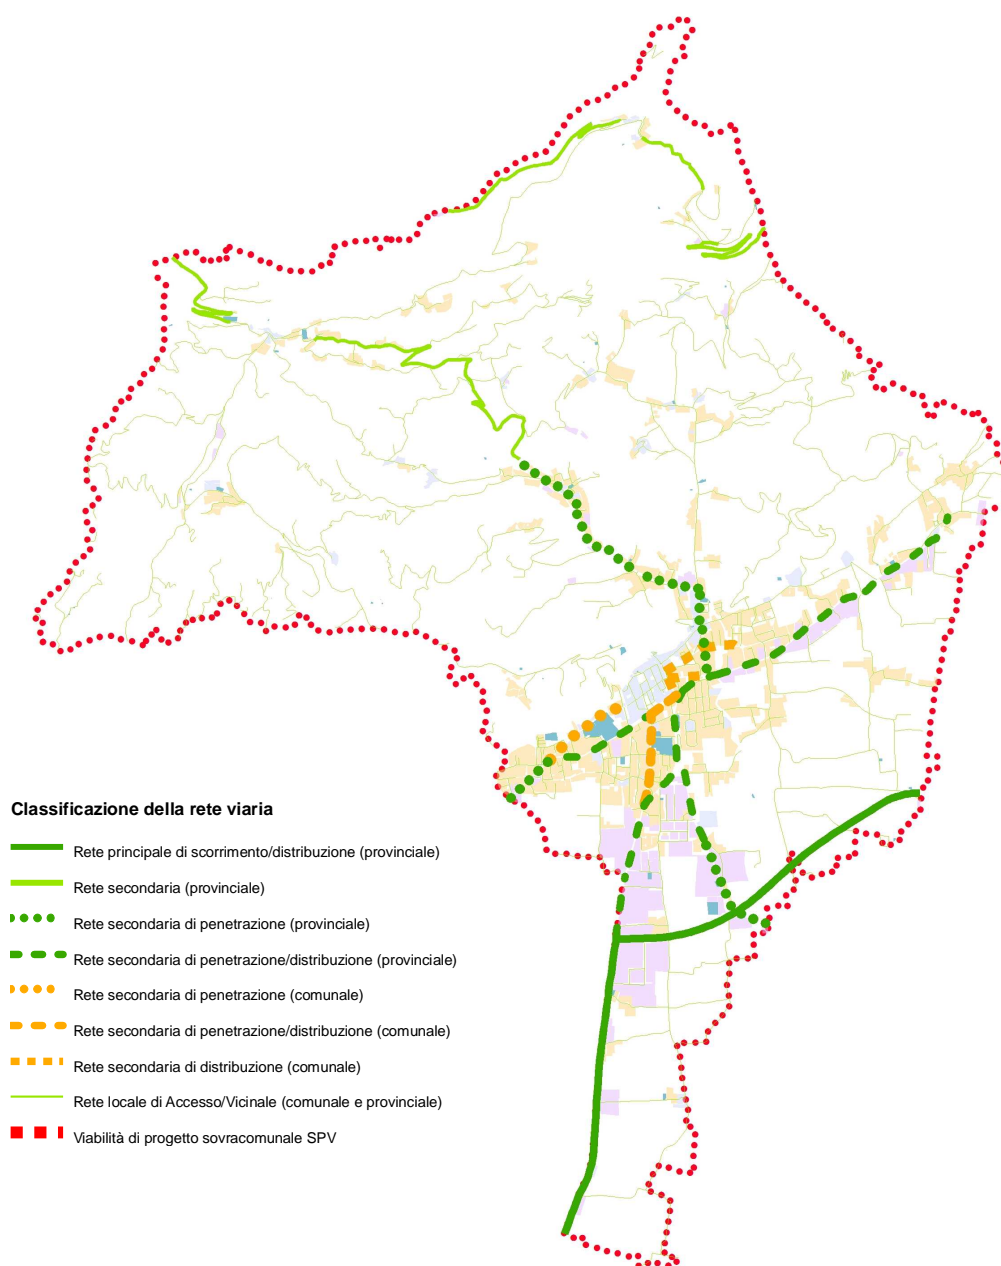 Classificazione della rete viaria
Rete principale di scorrimento/distribuzione (provinciale)
Rete secondaria (provinciale)
Rete secondaria di penetrazione (provinciale)
Rete secondaria di penetrazione/distribuzione (provinciale)
Rete secondaria di penetrazione (comunale)
Rete secondaria di penetrazione/distribuzione (comunale)
Rete secondaria di distribuzione (comunale)
Rete locale di Accesso/Vicinale (comunale e provinciale)
Viabilità di progetto sovracomunale SPV